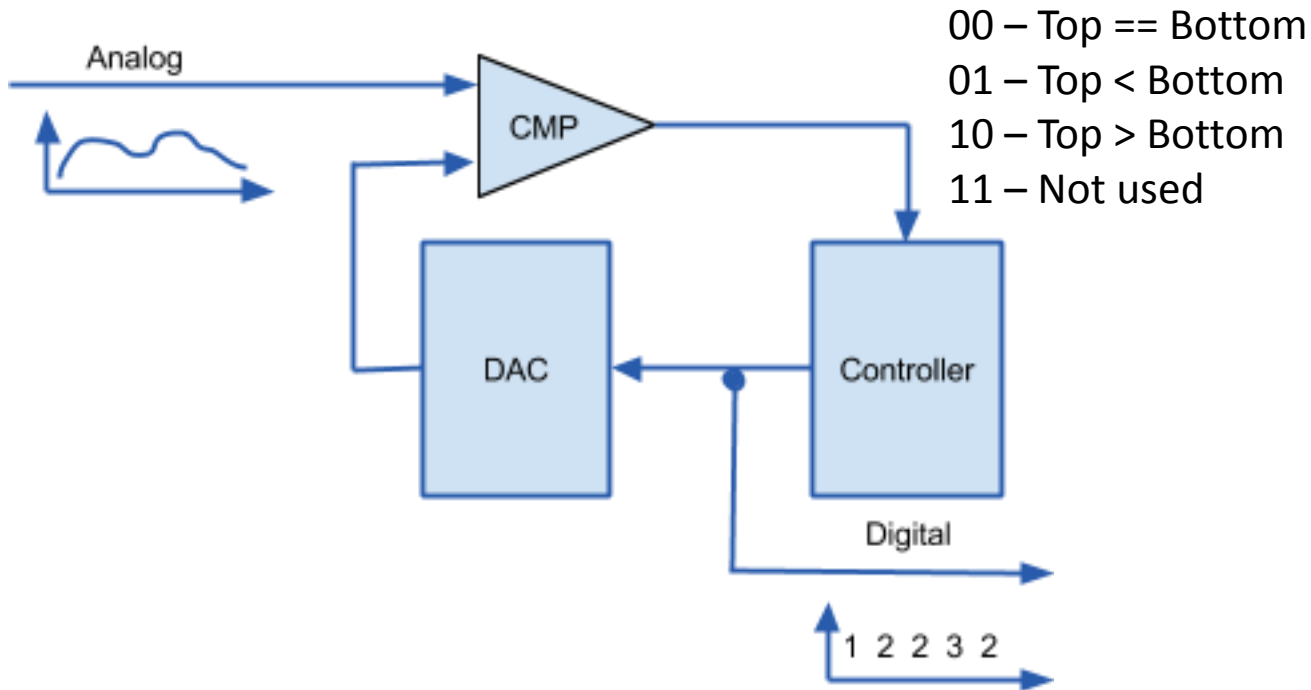 00 – Top == Bottom
01 – Top < Bottom
10 – Top > Bottom
11 – Not used
Analog
CMP
DAC
Controller
Digital
1 2 2 3 2